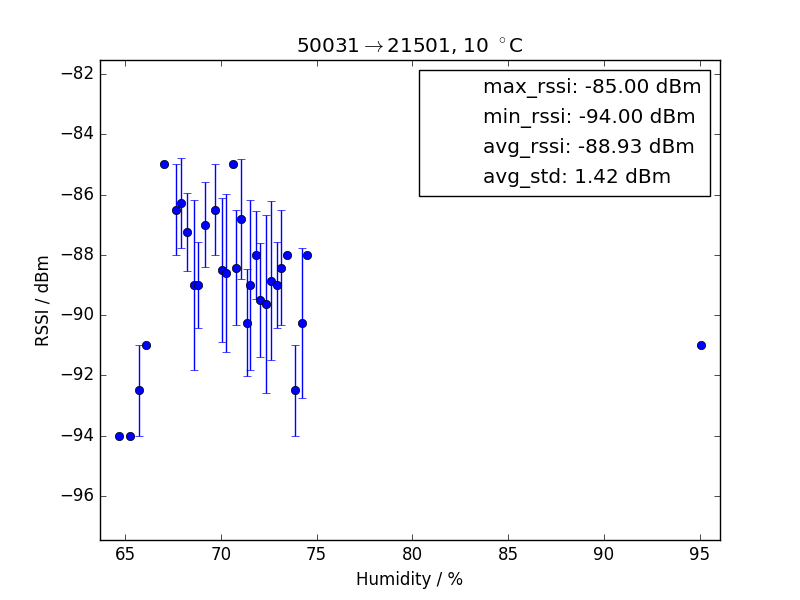 50031→21501, 10 °C
max_rssi: -85.00 dBm
min_rssi: -94.00 dBm
avg_rssi: -88.93 dBm
avg_std: 1.42 dBm
RSSI / dBm
−82
−84
−86
−88
−90
−92
−94
−96
65 70 75 80 85 90 95
Humidity / %